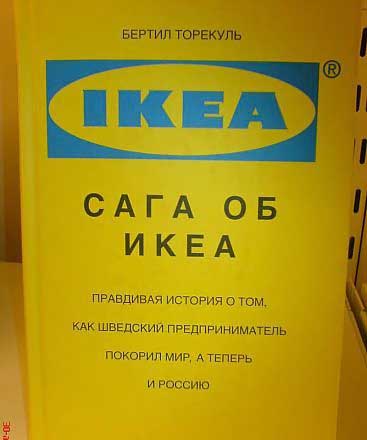 БЕРТИЛ ТОРЕКУЛЬ
IKEA®
САГА ОБ
ИКЕА
ПРАВДИВАЯ ИСТОРИЯ О ТОМ,
КАК ШВЕДСКИЙ ПРЕДПРИНИМАТЕЛЬ
ПОКОРИЛ МИР, А ТЕПЕРЬ
И РОССИЮ